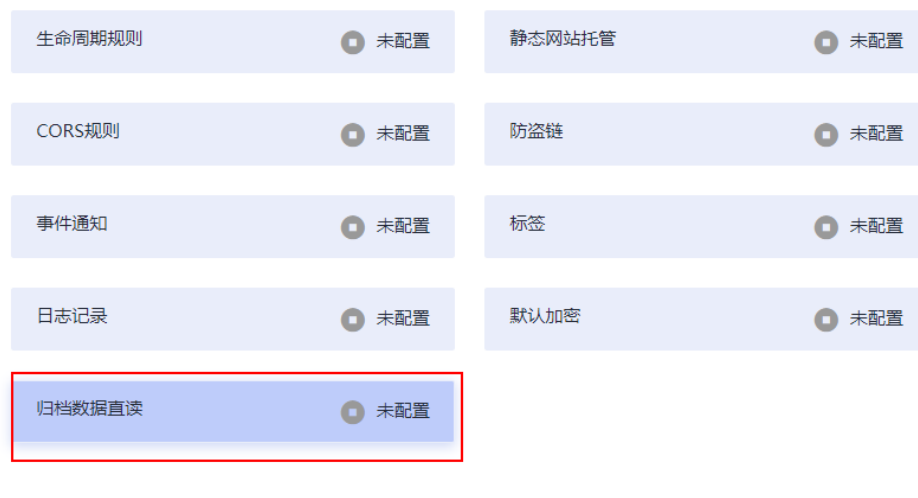 生命周期规则 未配置 静态网站托管 未配置
CORS规则 未配置 防盗链 未配置
事件通知 未配置 标签 未配置
日志记录 未配置 默认加密 未配置
归档数据直读 未配置